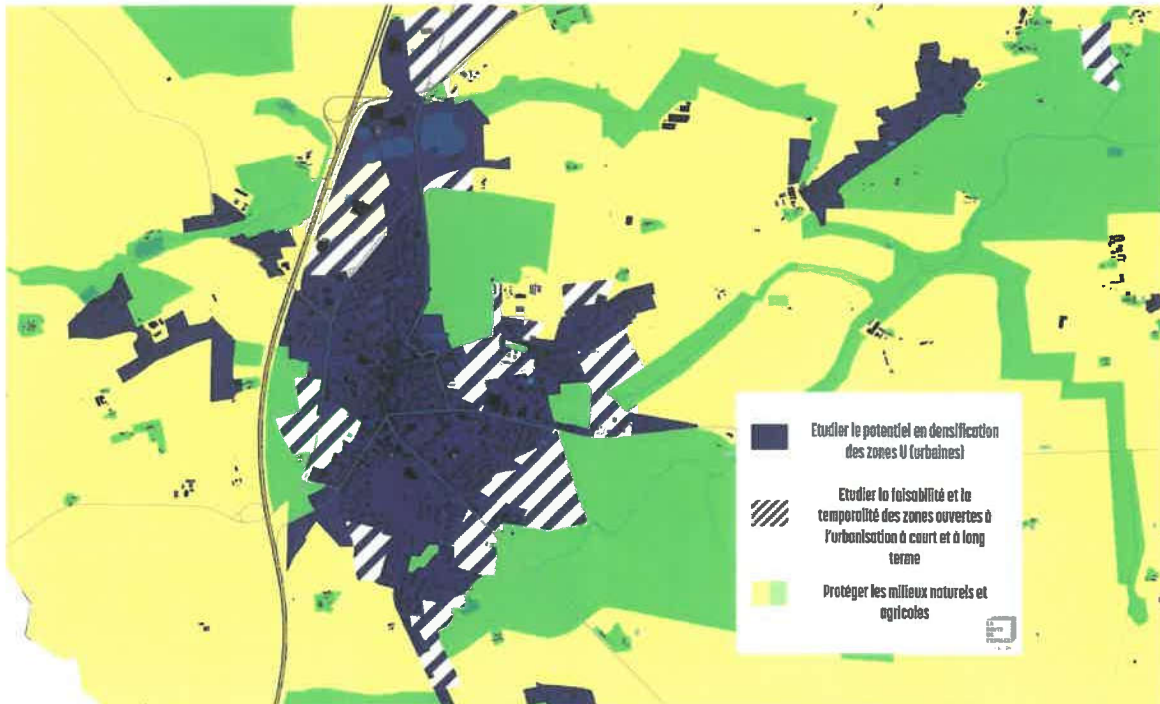 Etudier le potentiel en densification
des zones U (urbaines)
Etudier la faisabilité et la
temporalité des zones ouvertes à
l'urbanisation à court et à long
terme
Protéger les milieux naturels et
agricoles